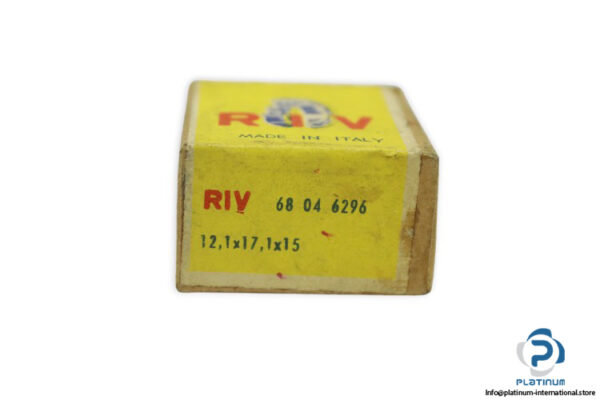 RIV
MADE IN ITALY
RIV 68 04 6296
12,1x17,1x15
PLATINUM
Info@platinum-international.store